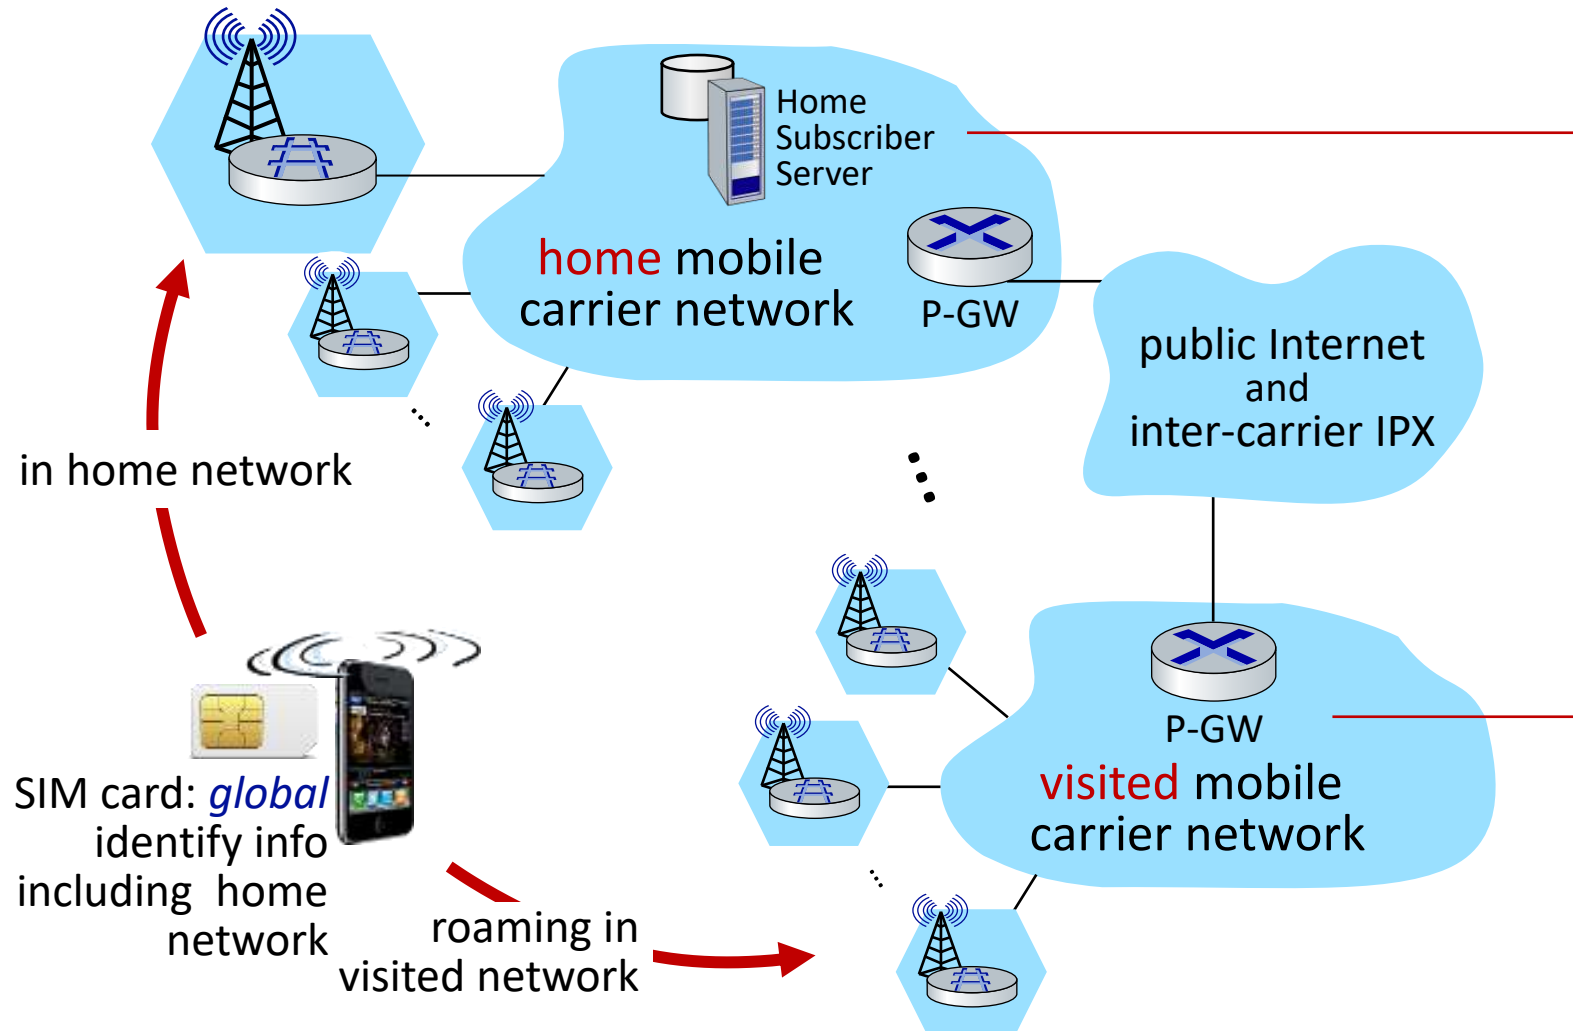 Home
Subscriber
Server
home mobile
carrier network
P-GW
public Internet
and
inter-carrier IPX
in home network
P-GW
visited mobile
carrier network
SIM card: global
identify info
including home
network
roaming in
visited network